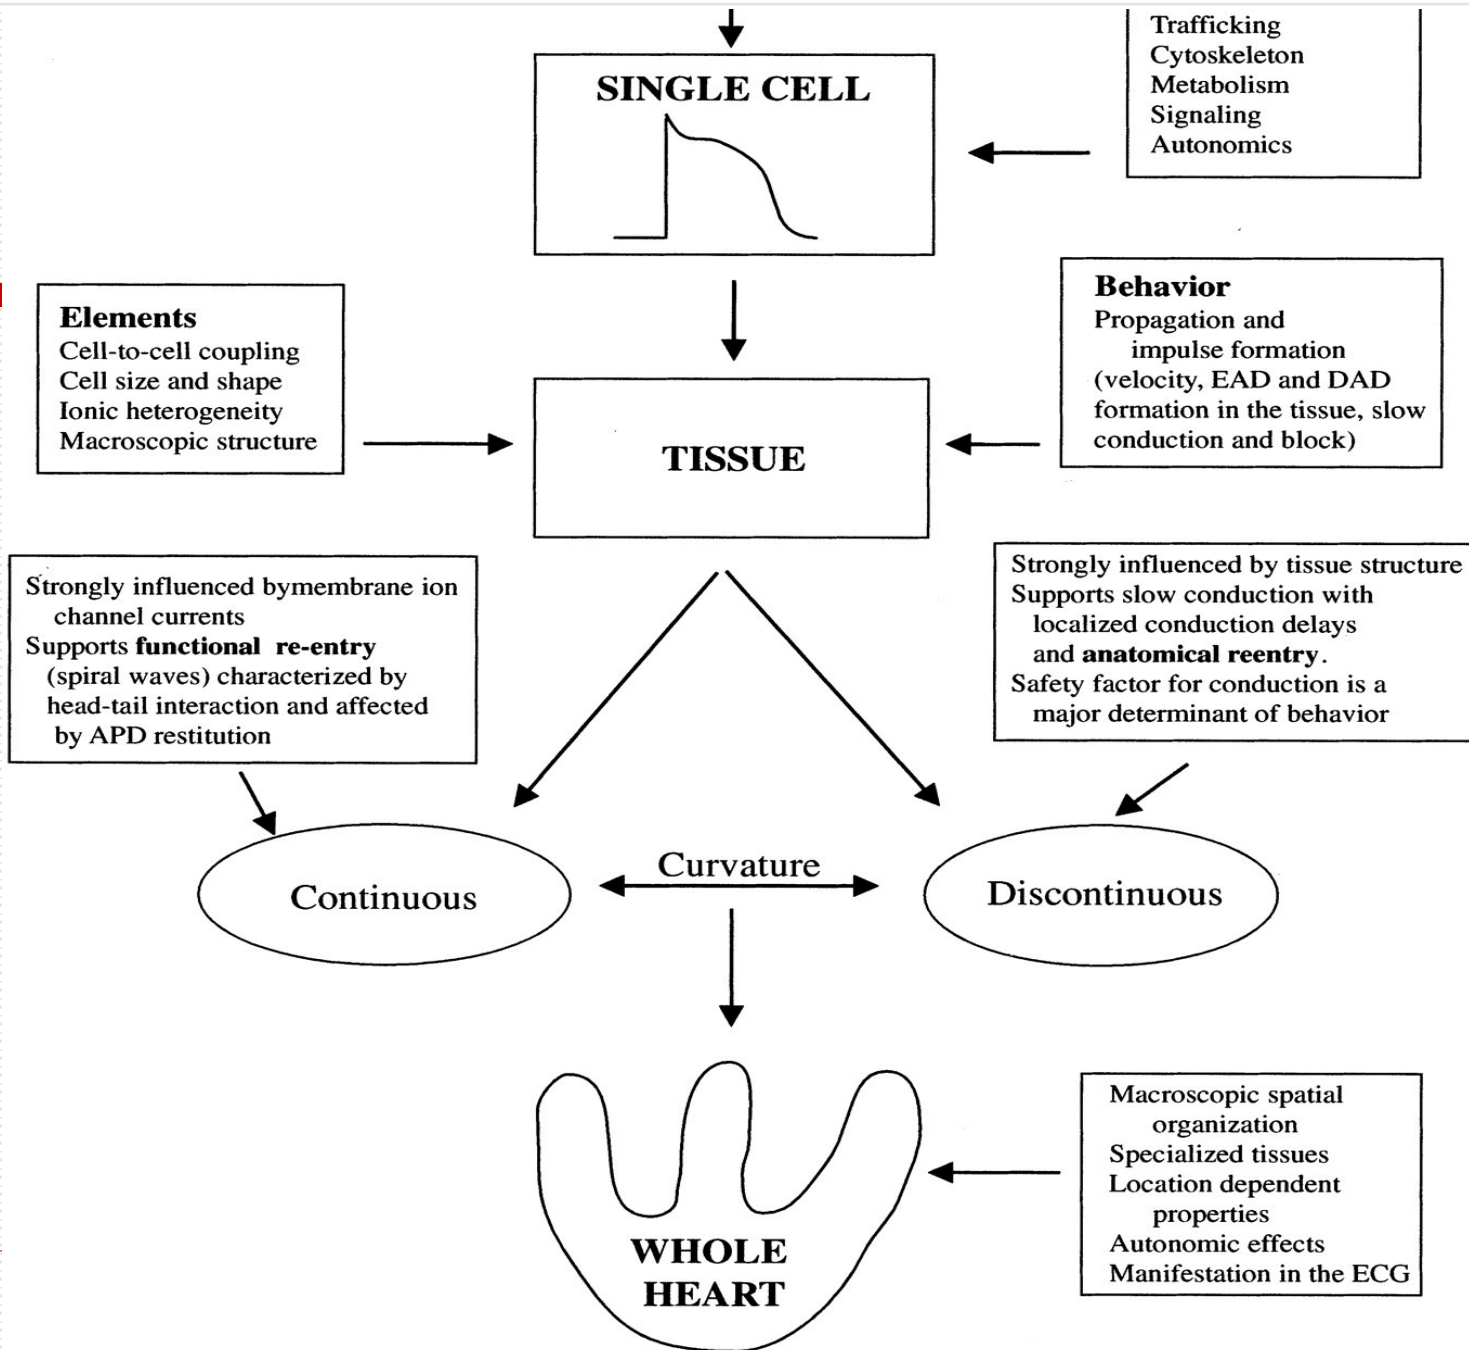 Trafficking
Cytoskeleton
Metabolism
Signaling
Autonomics
SINGLE CELL
Elements
Cell-to-cell coupling
Cell size and shape
Ionic heterogeneity
Macroscopic structure
Behavior
Propagation and
impulse formation
(velocity, EAD and DAD
formation in the tissue, slow
conduction and block)
TISSUE
Strongly influenced bymembrane ion
channel currents
Supports functional re-entry
(spiral waves) characterized by
head-tail interaction and affected
by APD restitution
Strongly influenced by tissue structure
Supports slow conduction with
localized conduction delays
and anatomical reentry.
Safety factor for conduction is a
major determinant of behavior
Continuous
Curvature
Discontinuous
WHOLE
HEART
Macroscopic spatial
organization
Specialized tissues
Location dependent
properties
Autonomic effects
Manifestation in the ECG